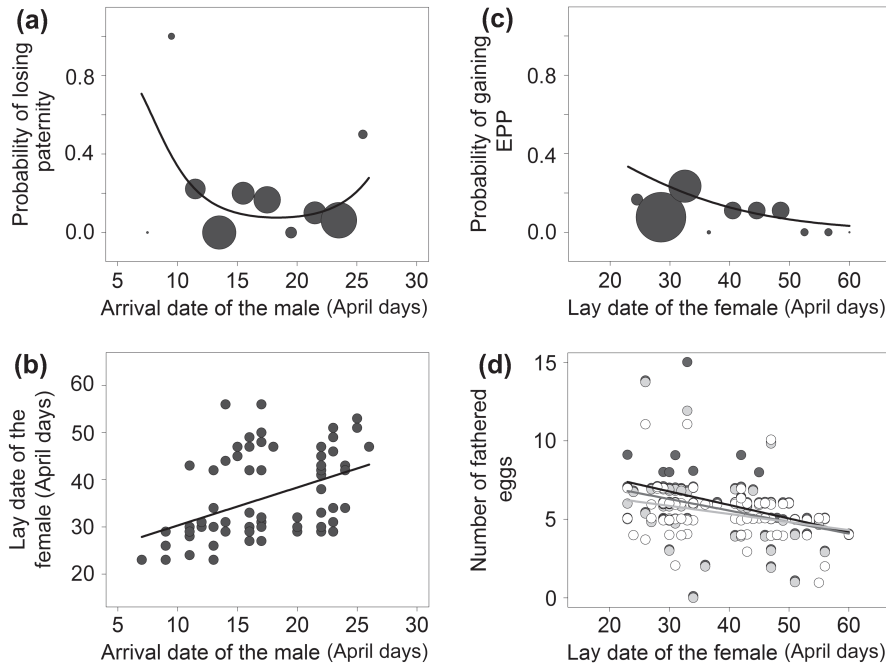 (a)
Probability of losing
paternity
0.8
0.4
0.0
5 10 15 20 25 30
Arrival date of the male (April days)
(c)
Probability of gaining
EPP
0.8
0.4
0.0
20 30 40 50 60
Lay date of the female (April days)
(b)
Lay date of the
female (April days)
60
50
40
30
20
5 10 15 20 25 30
Arrival date of the male (April days)
(d)
Number of fathered
eggs
15
10
5
0
20 30 40 50 60
Lay date of the female (April days)